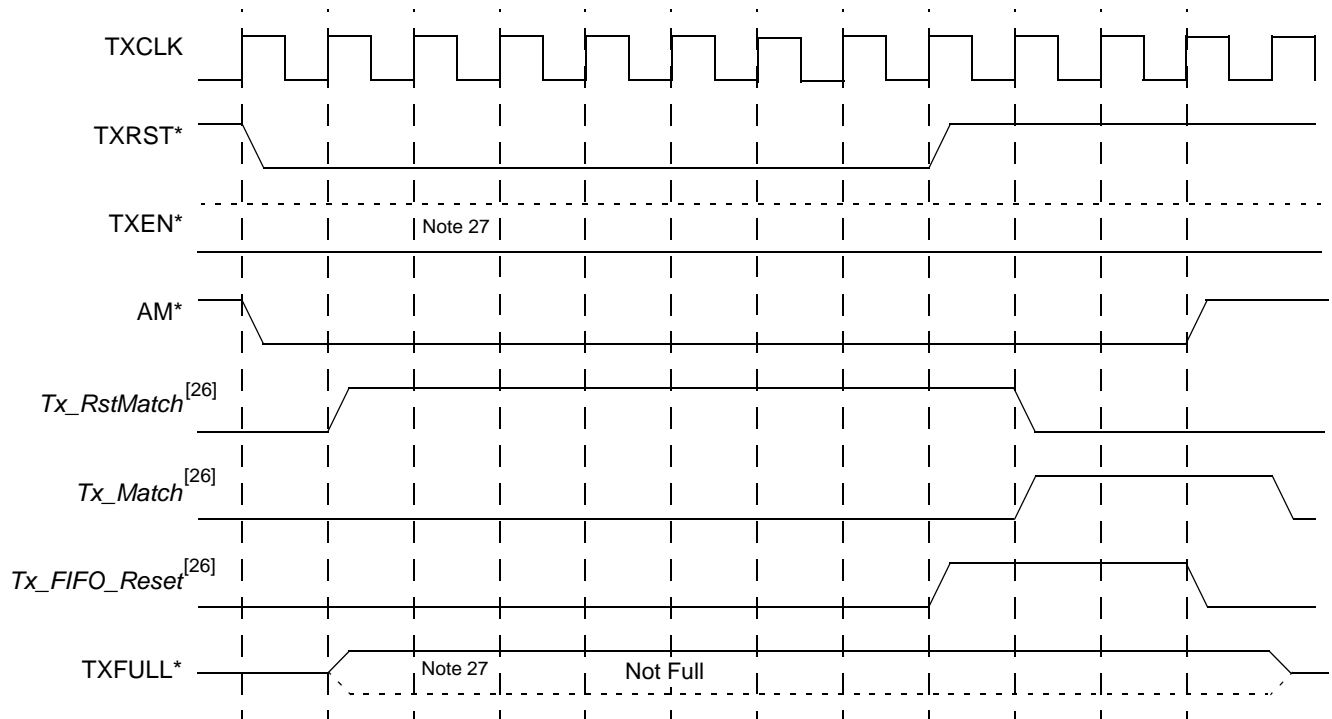 TXCLK
TXRST*
TXEN*
Note 27
AM*
Tx_RstMatch[26]
Tx_Match[26]
Tx_FIFO_Reset[26]
TXFULL*
Note 27
Not Full